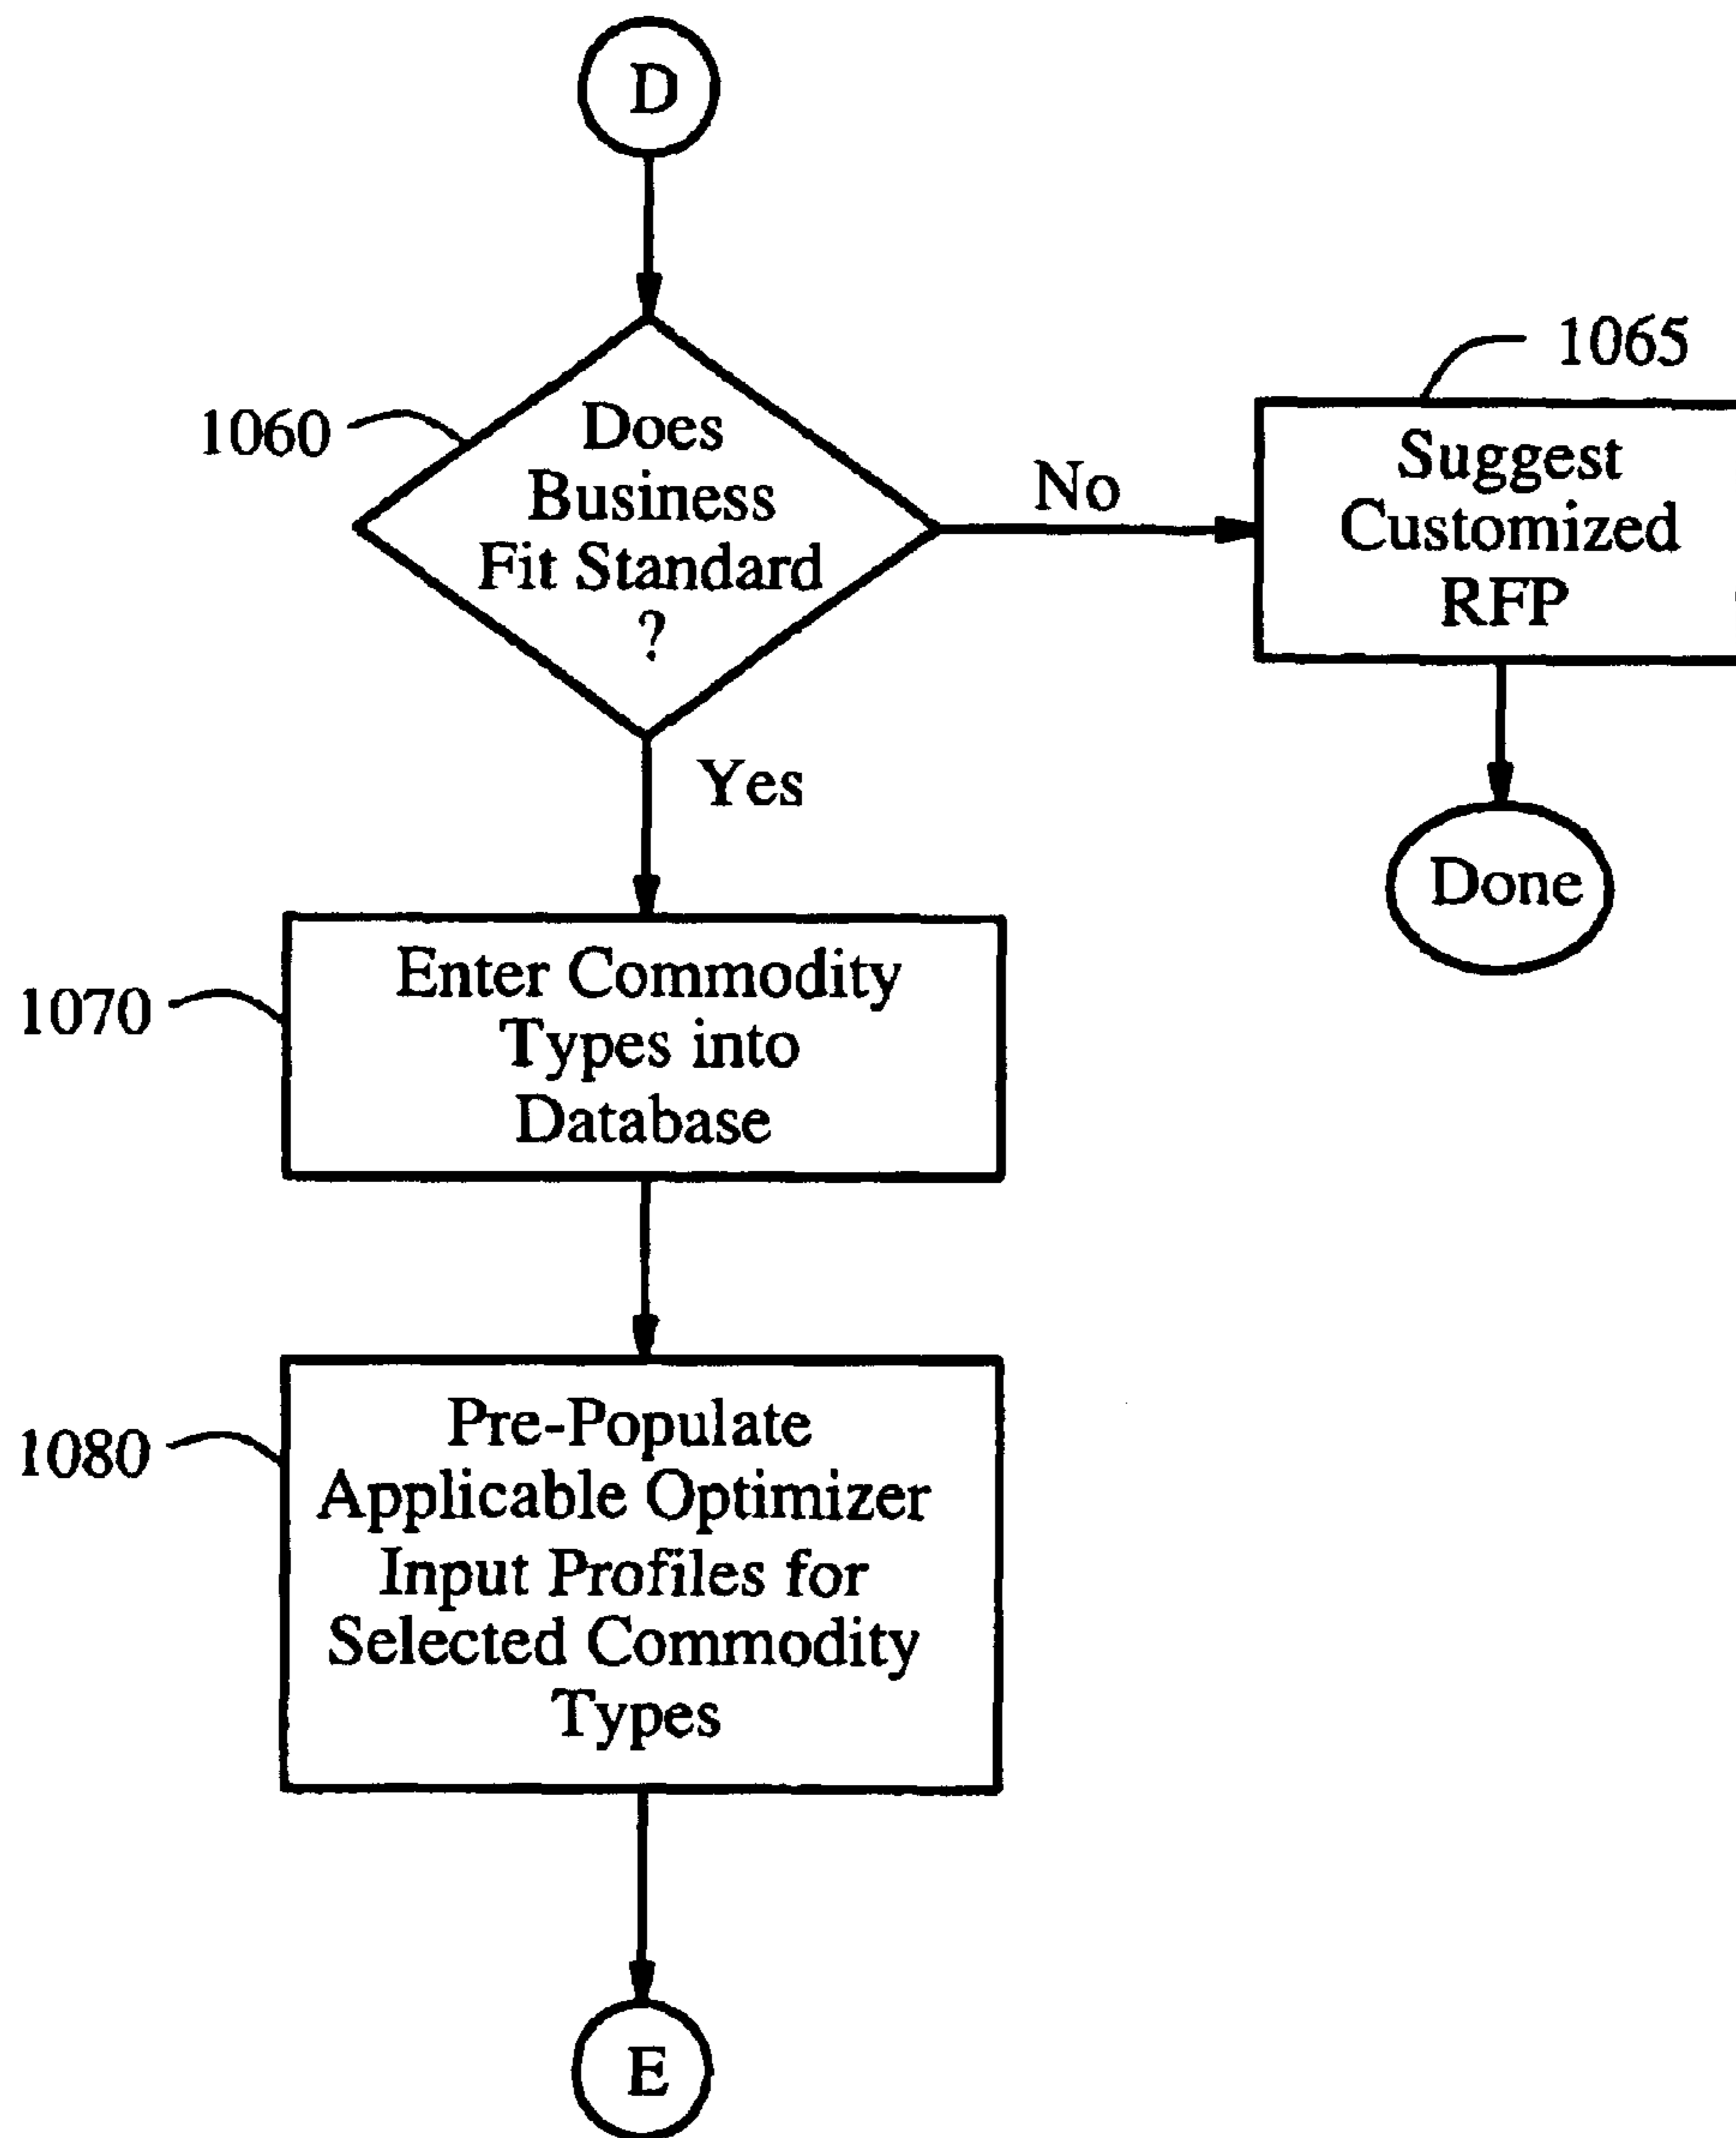 D
1060
Does
Business
Fit Standard
?
No
1065
Suggest
Customized
RFP
Done
Yes
1070
Enter Commodity
Types into
Database
1080
Pre-Populate
Applicable Optimizer
Input Profiles for
Selected Commodity
Types
E